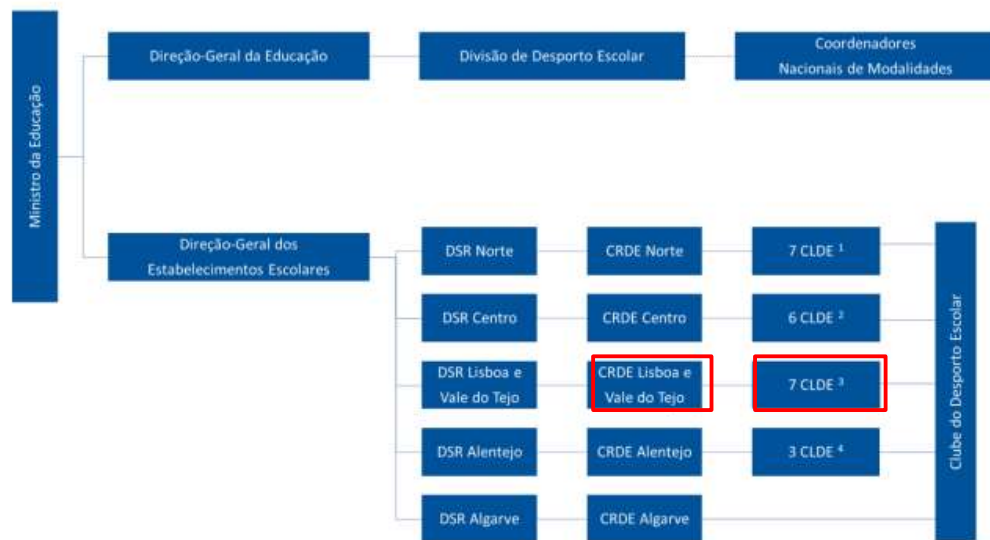 Ministro da Educação
Direção-Geral da Educação
Divisão de Desporto Escolar
Coordenadores
Nacionais de Modalidades
Direção-Geral dos
Estabelecimentos Escolares
DSR Norte
CRDE Norte
7 CLDE ¹
DSR Centro
CRDE Centro
6 CLDE ²
DSR Lisboa e
Vale do Tejo
CRDE Lisboa e
Vale do Tejo
7 CLDE ³
DSR Alentejo
CRDE Alentejo
3 CLDE ⁴
DSR Algarve
CRDE Algarve
Clube do Desporto Escolar